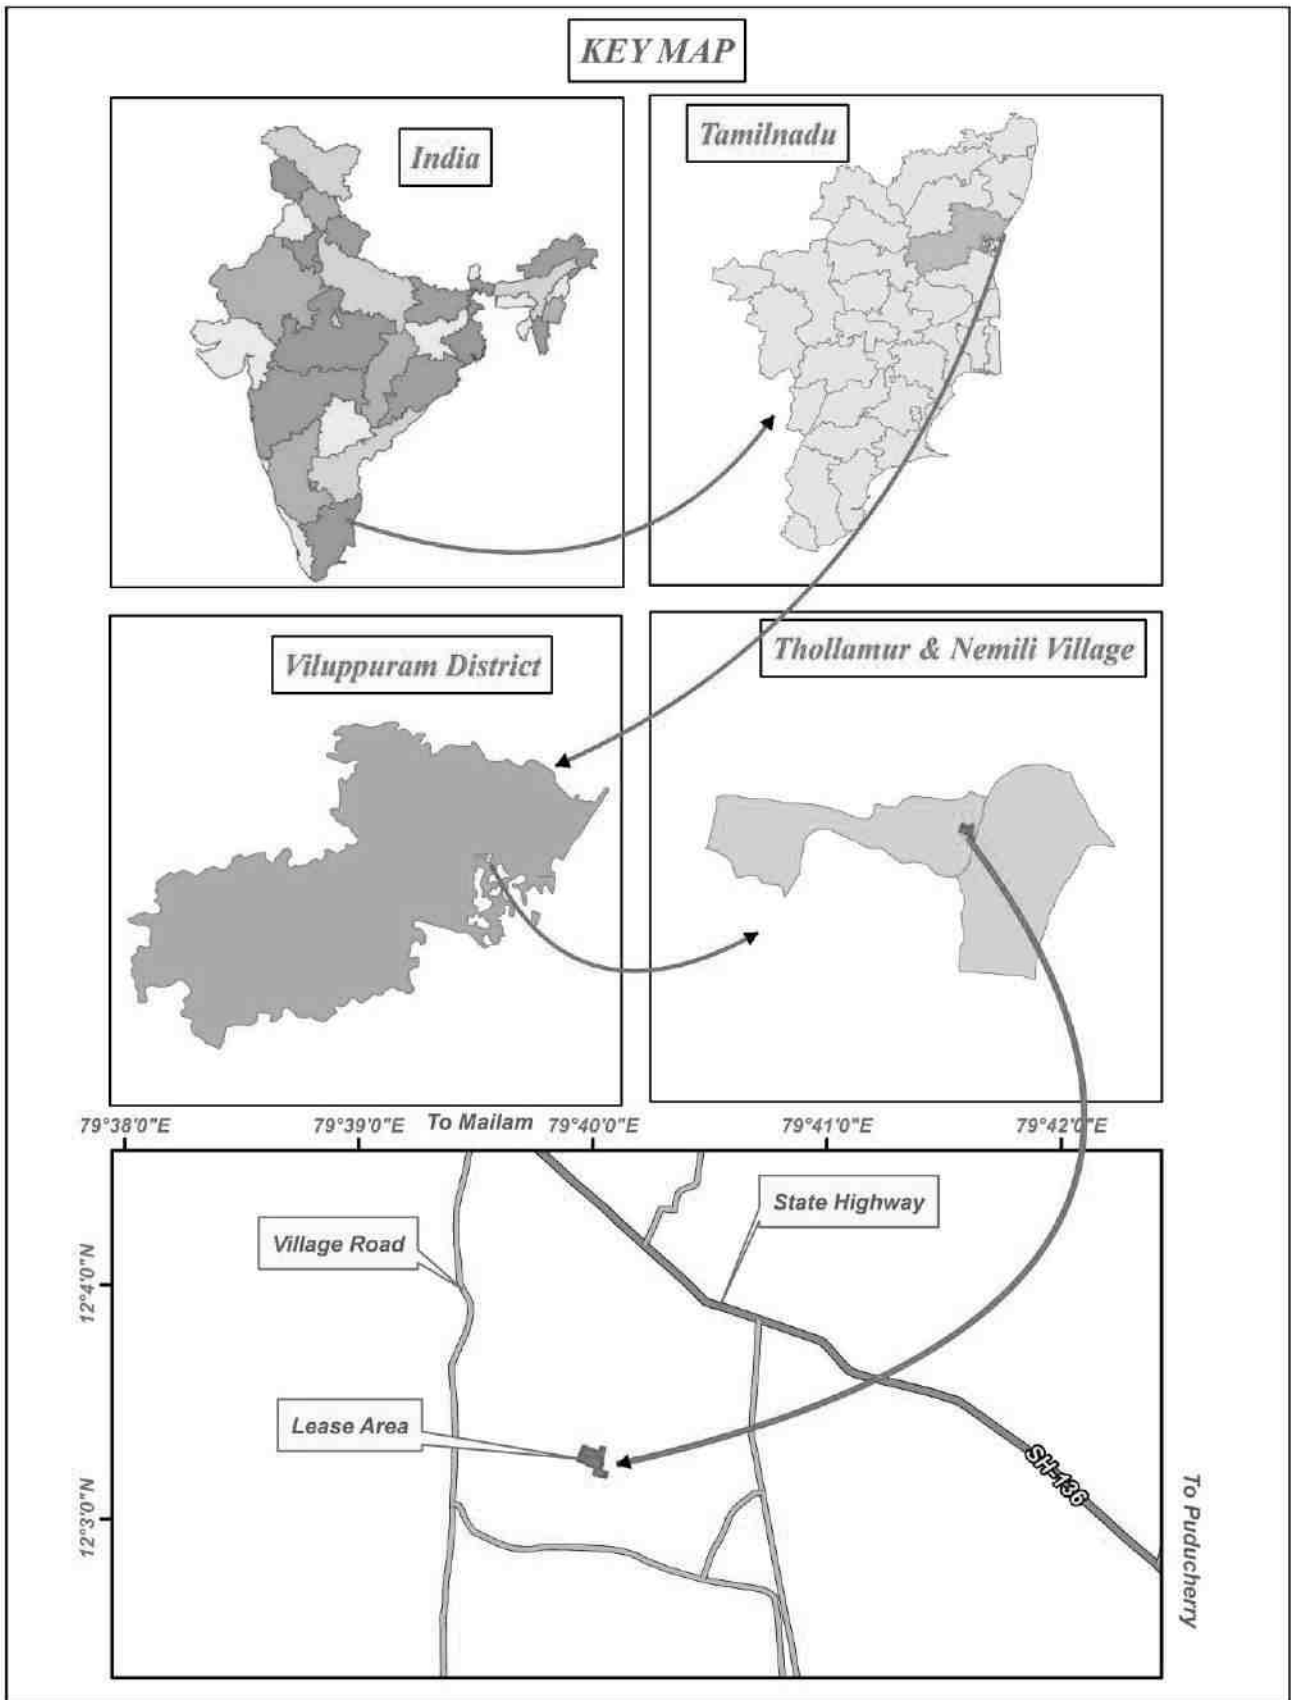 KEY MAP
India
Tamilnadu
Viluppuram District
Thollamur & Nemili Village
79°38'0"E
79°39'0"E
To Mailam
79°40'0"E
79°41'0"E
79°42'0"E
State Highway
Village Road
12°4'0"N
Lease Area
SH-136
12°3'0"N
To Puducherry